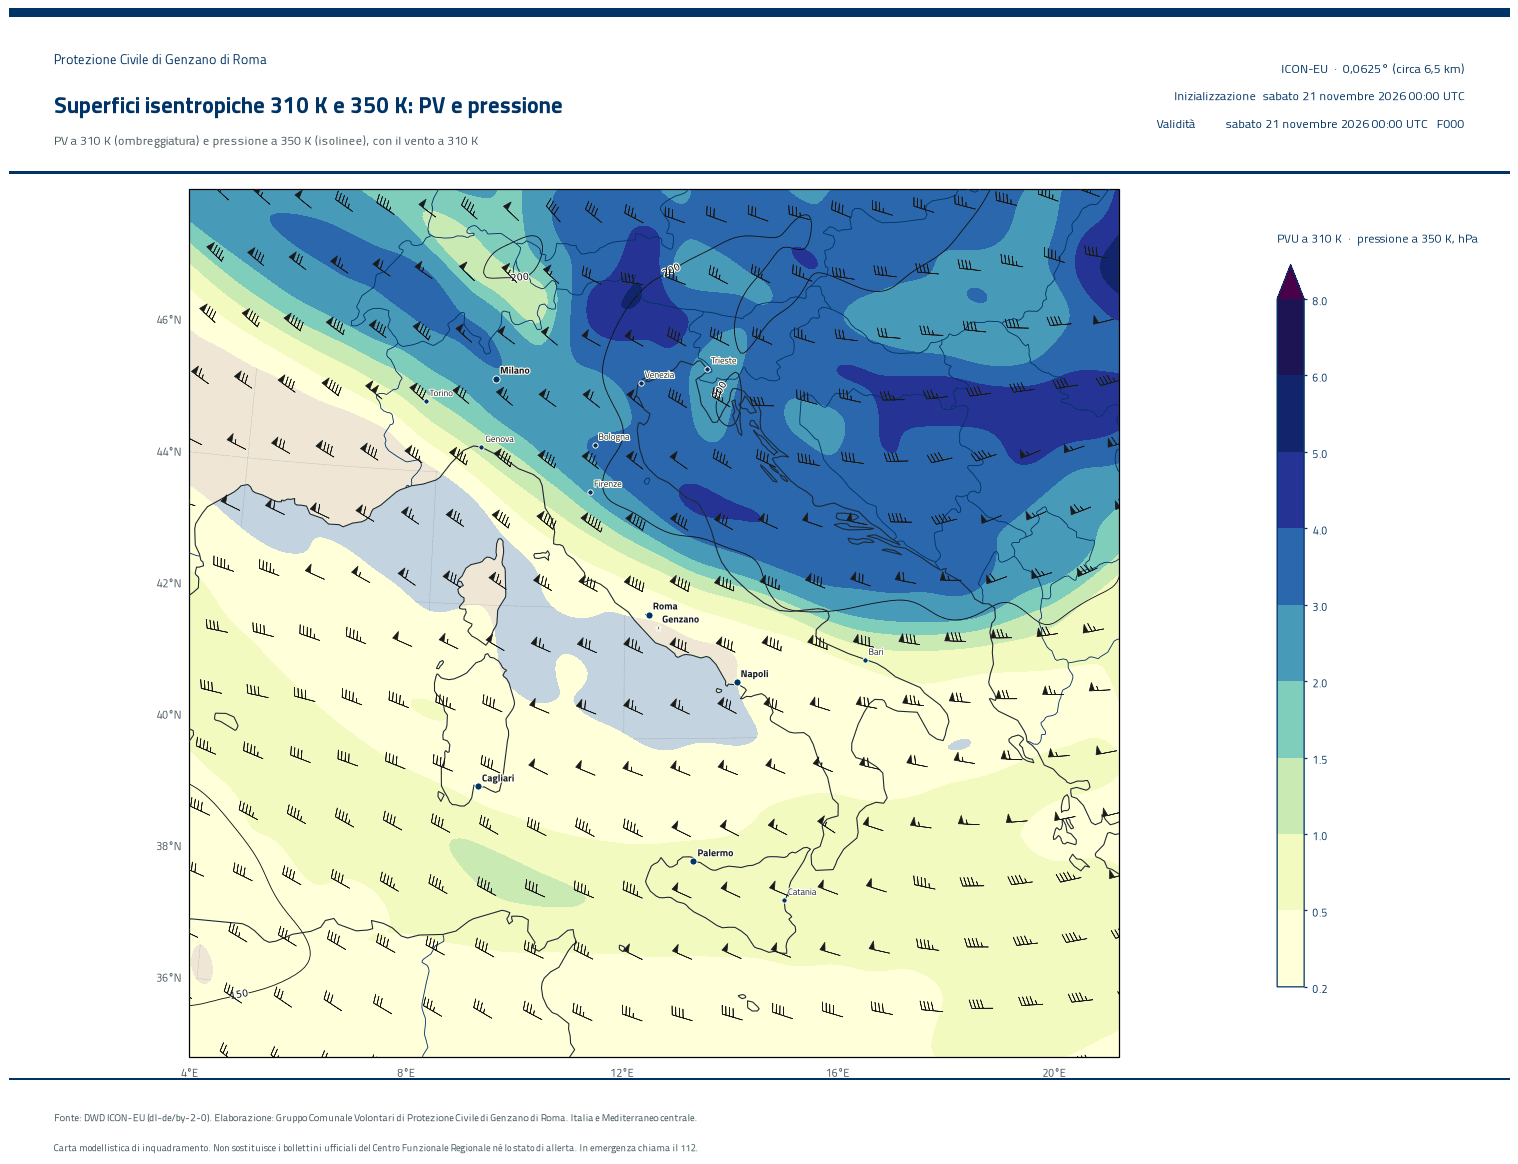 Protezione Civile di Genzano di Roma
Superfici isentropiche 310 K e 350 K: PV e pressione
PV a 310 K (ombreggiatura) e pressione a 350 K (isolinee), con il vento a 310 K
ICON-EU · 0,0625° (circa 6,5 km)
Inizializzazione sabato 21 novembre 2026 00:00 UTC
Validità sabato 21 novembre 2026 00:00 UTC F000
PVU a 310 K · pressione a 350 K, hPa
8.0
6.0
5.0
4.0
3.0
2.0
1.5
1.0
0.5
0.2
46°N
44°N
42°N
40°N
38°N
36°N
4°E
8°E
12°E
16°E
20°E
200
200
200
150
Milano
Torino
Trieste
Venezia
Genova
Bologna
Firenze
Roma
Genzano
Napoli
Bari
Cagliari
Palermo
Catania
Fonte: DWD ICON-EU (dl-de/by-2-0). Elaborazione: Gruppo Comunale Volontari di Protezione Civile di Genzano di Roma. Italia e Mediterraneo centrale.
Carta modellistica di inquadramento. Non sostituisce i bollettini ufficiali del Centro Funzionale Regionale né lo stato di allerta. In emergenza chiama il 112.